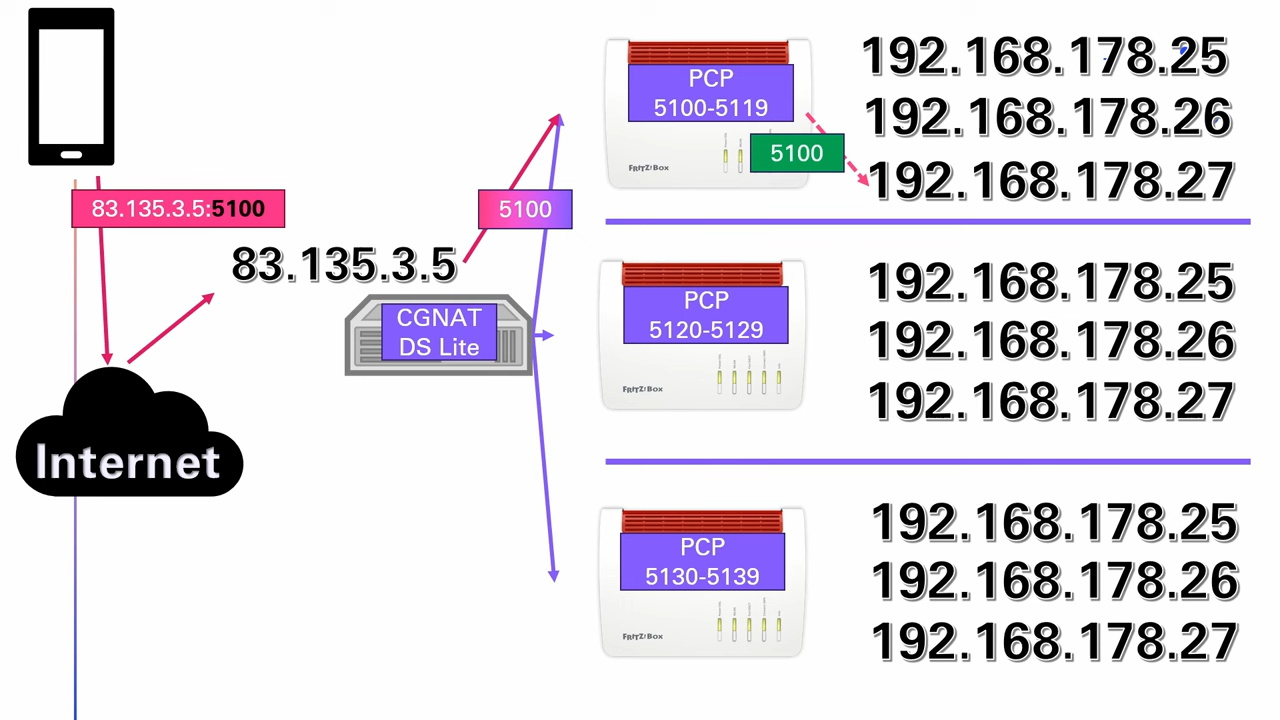 PCP
5100-5119
5100
FRITZ!Box
192.168.178.25
192.168.178.26
192.168.178.27
83.135.3.5:5100
5100
83.135.3.5
CGNAT
DS Lite
Internet
PCP
5120-5129
FRITZ!Box
192.168.178.25
192.168.178.26
192.168.178.27
PCP
5130-5139
FRITZ!Box
192.168.178.25
192.168.178.26
192.168.178.27